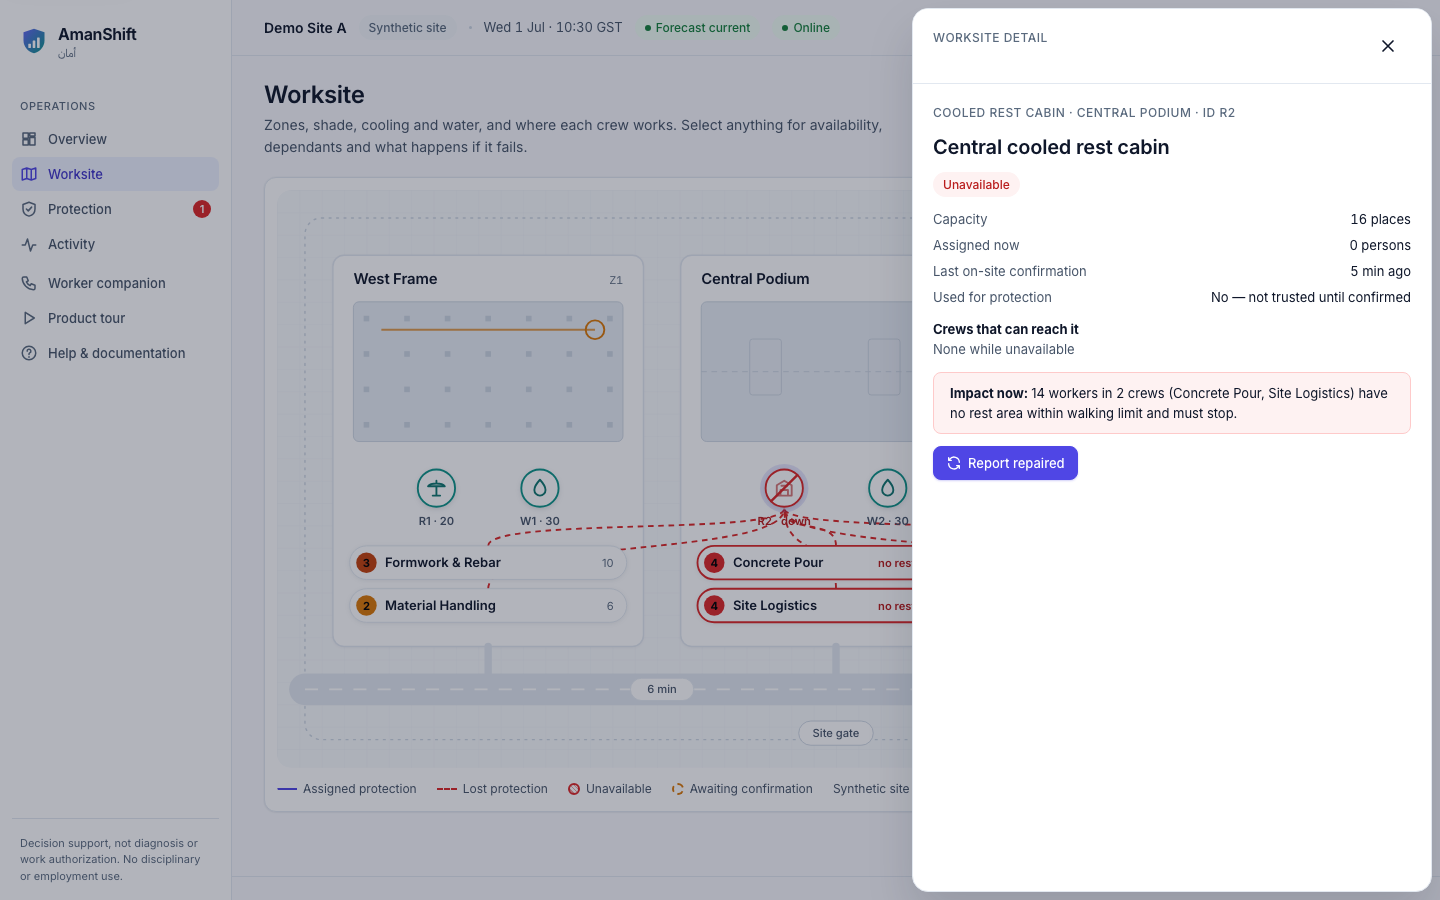 AmanShift
أمان
OPERATIONS
Overview
Worksite
Protection
1
Activity
Worker companion
Product tour
Help & documentation
Decision support, not diagnosis or
work authorization. No disciplinary
or employment use.
Demo Site A
Synthetic site
Wed 1 Jul · 10:30 GST
Forecast current
Online
Worksite
Zones, shade, cooling and water, and where each crew works. Select anything for availability,
dependants and what happens if it fails.
West Frame
Z1
R1 · 20
W1 · 30
3 Formwork & Rebar 10
2 Material Handling 6
Central Podium
R2 · down
W2 · 30
4 Concrete Pour no res
4 Site Logistics no res
6 min
Site gate
Assigned protection
Lost protection
Unavailable
Awaiting confirmation
Synthetic site
WORKSITE DETAIL
COOLED REST CABIN · CENTRAL PODIUM · ID R2
Central cooled rest cabin
Unavailable
Capacity 16 places
Assigned now 0 persons
Last on-site confirmation 5 min ago
Used for protection No — not trusted until confirmed
Crews that can reach it
None while unavailable
Impact now: 14 workers in 2 crews (Concrete Pour, Site Logistics) have
no rest area within walking limit and must stop.
Report repaired